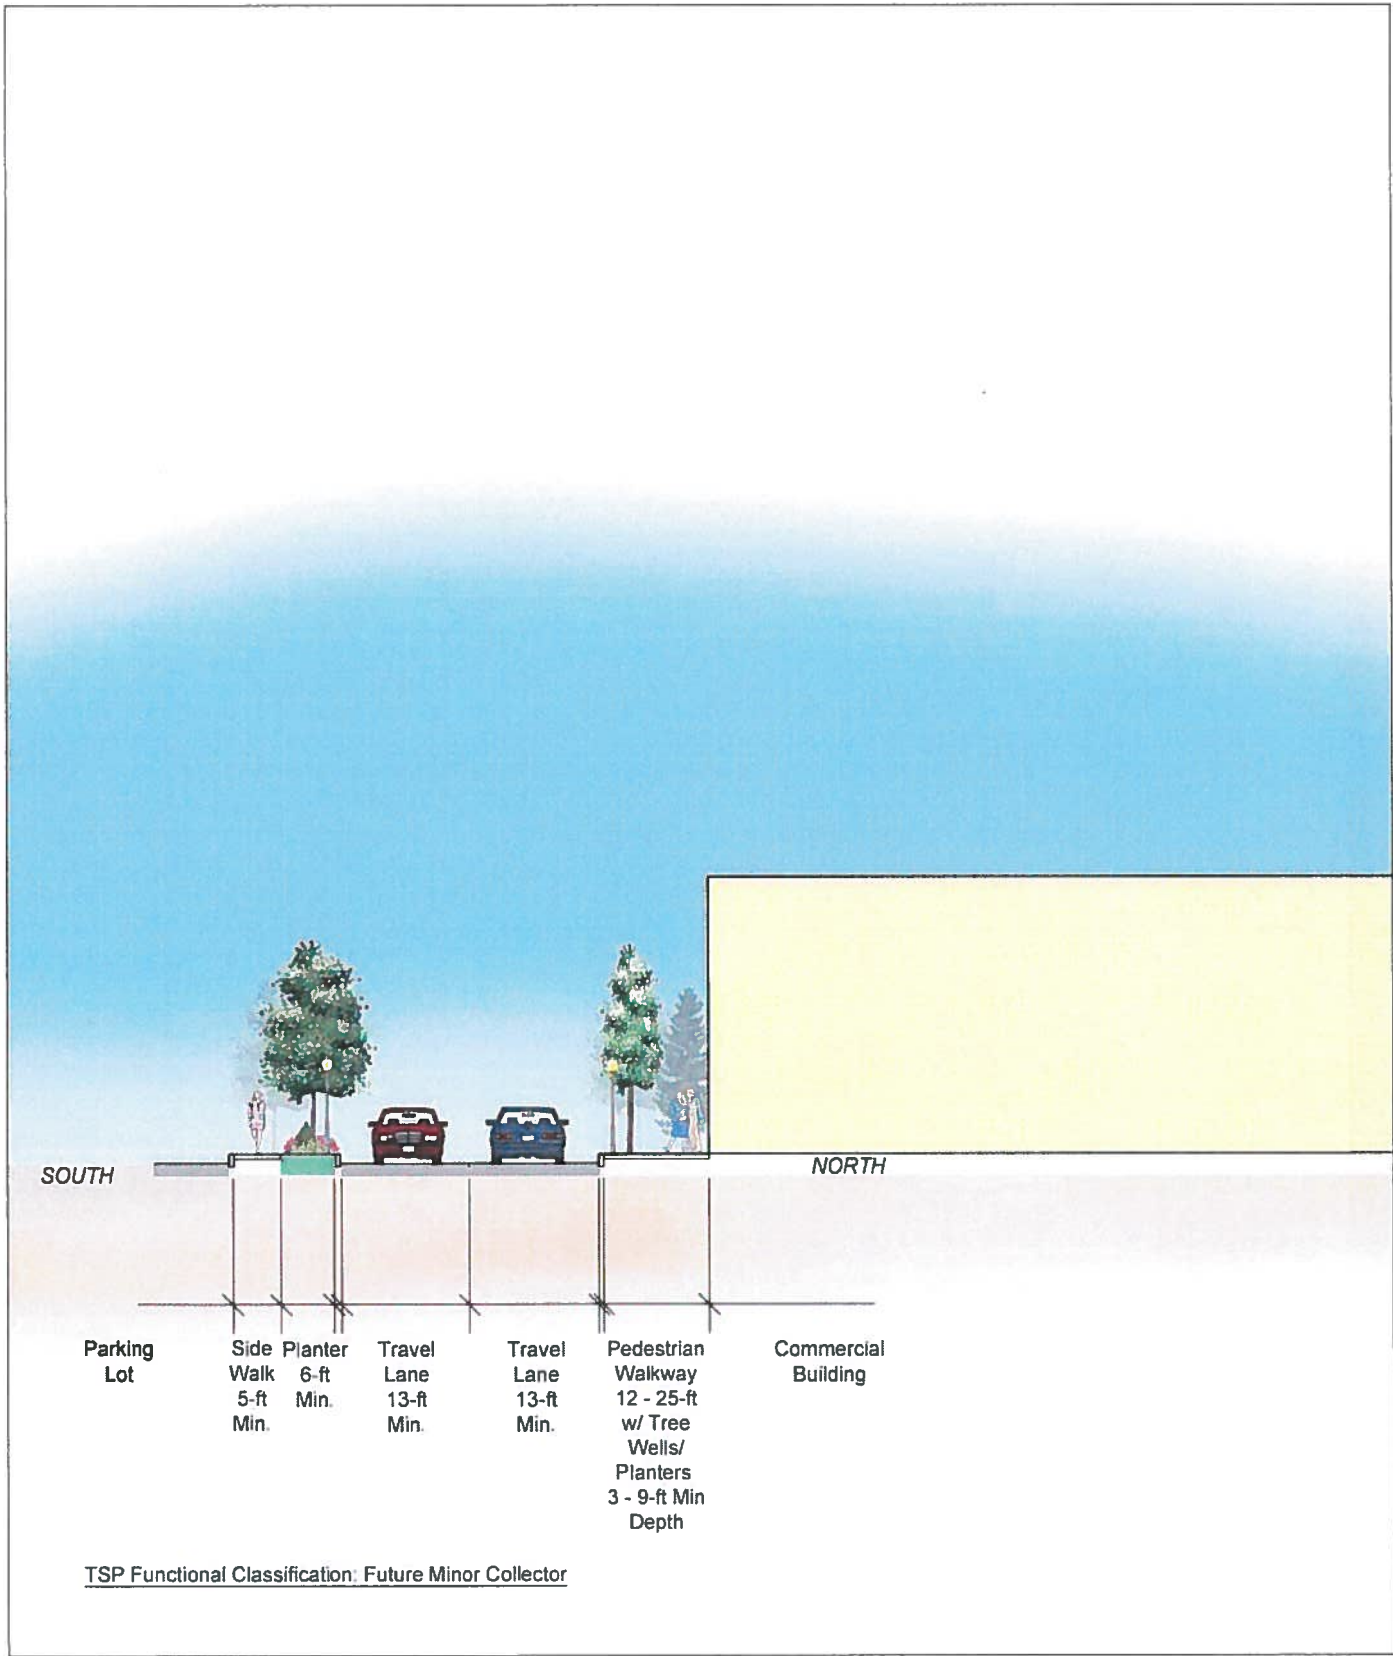 SOUTH
NORTH
Parking
Lot
Side
Walk
5-ft
Min.
Planter
6-ft
Min.
Travel
Lane
13-ft
Min.
Travel
Lane
13-ft
Min.
Pedestrian
Walkway
12 - 25-ft
w/ Tree
Wells/
Planters
3 - 9-ft Min
Depth
Commercial
Building
TSP Functional Classification: Future Minor Collector